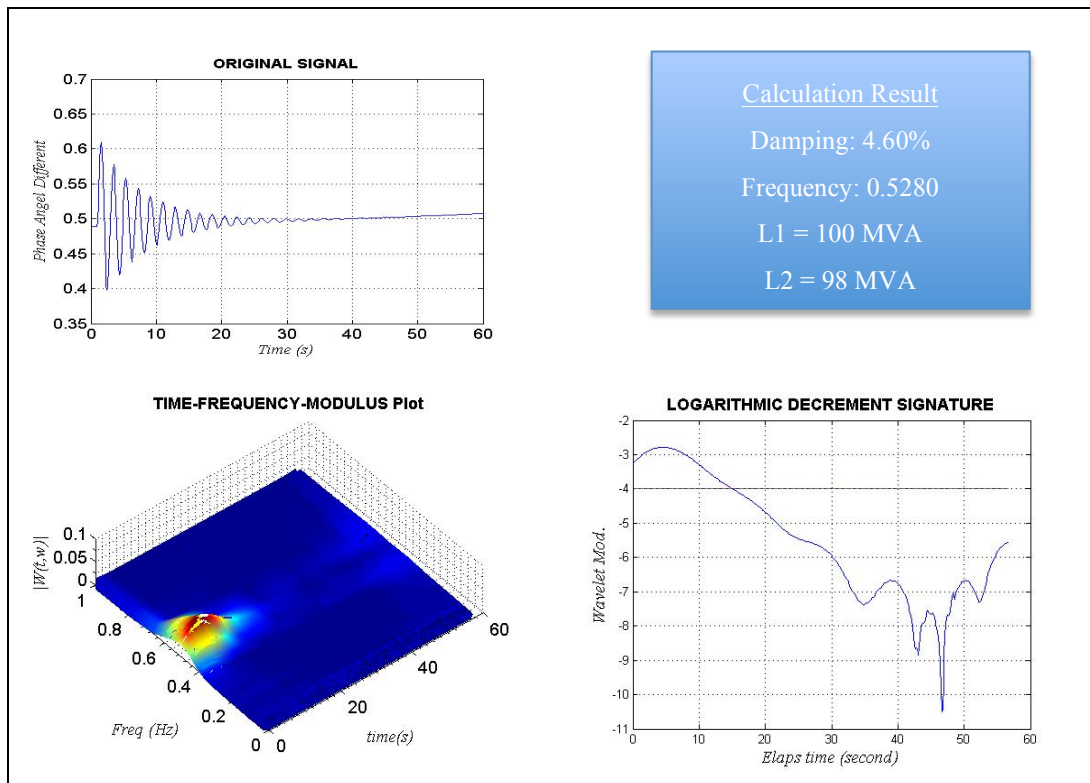 ORIGINAL SIGNAL
Phase Angel Different
0.7
0.65
0.6
0.55
0.5
0.45
0.4
0.35
0 10 20 30 40 50 60
Time (s)
Calculation Result
Damping: 4.60%
Frequency: 0.5280
L1 = 100 MVA
L2 = 98 MVA
TIME-FREQUENCY-MODULUS Plot
|W(t,w)|
0.1
0.05
0
1
0.8
0.6
0.4
0.2
0
Freq (Hz)
0
20
40
60
time(s)
LOGARITHMIC DECREMENT SIGNATURE
Wavelet Mod.
-2
-3
-4
-5
-6
-7
-8
-9
-10
-11
0 10 20 30 40 50 60
Elaps time (second)